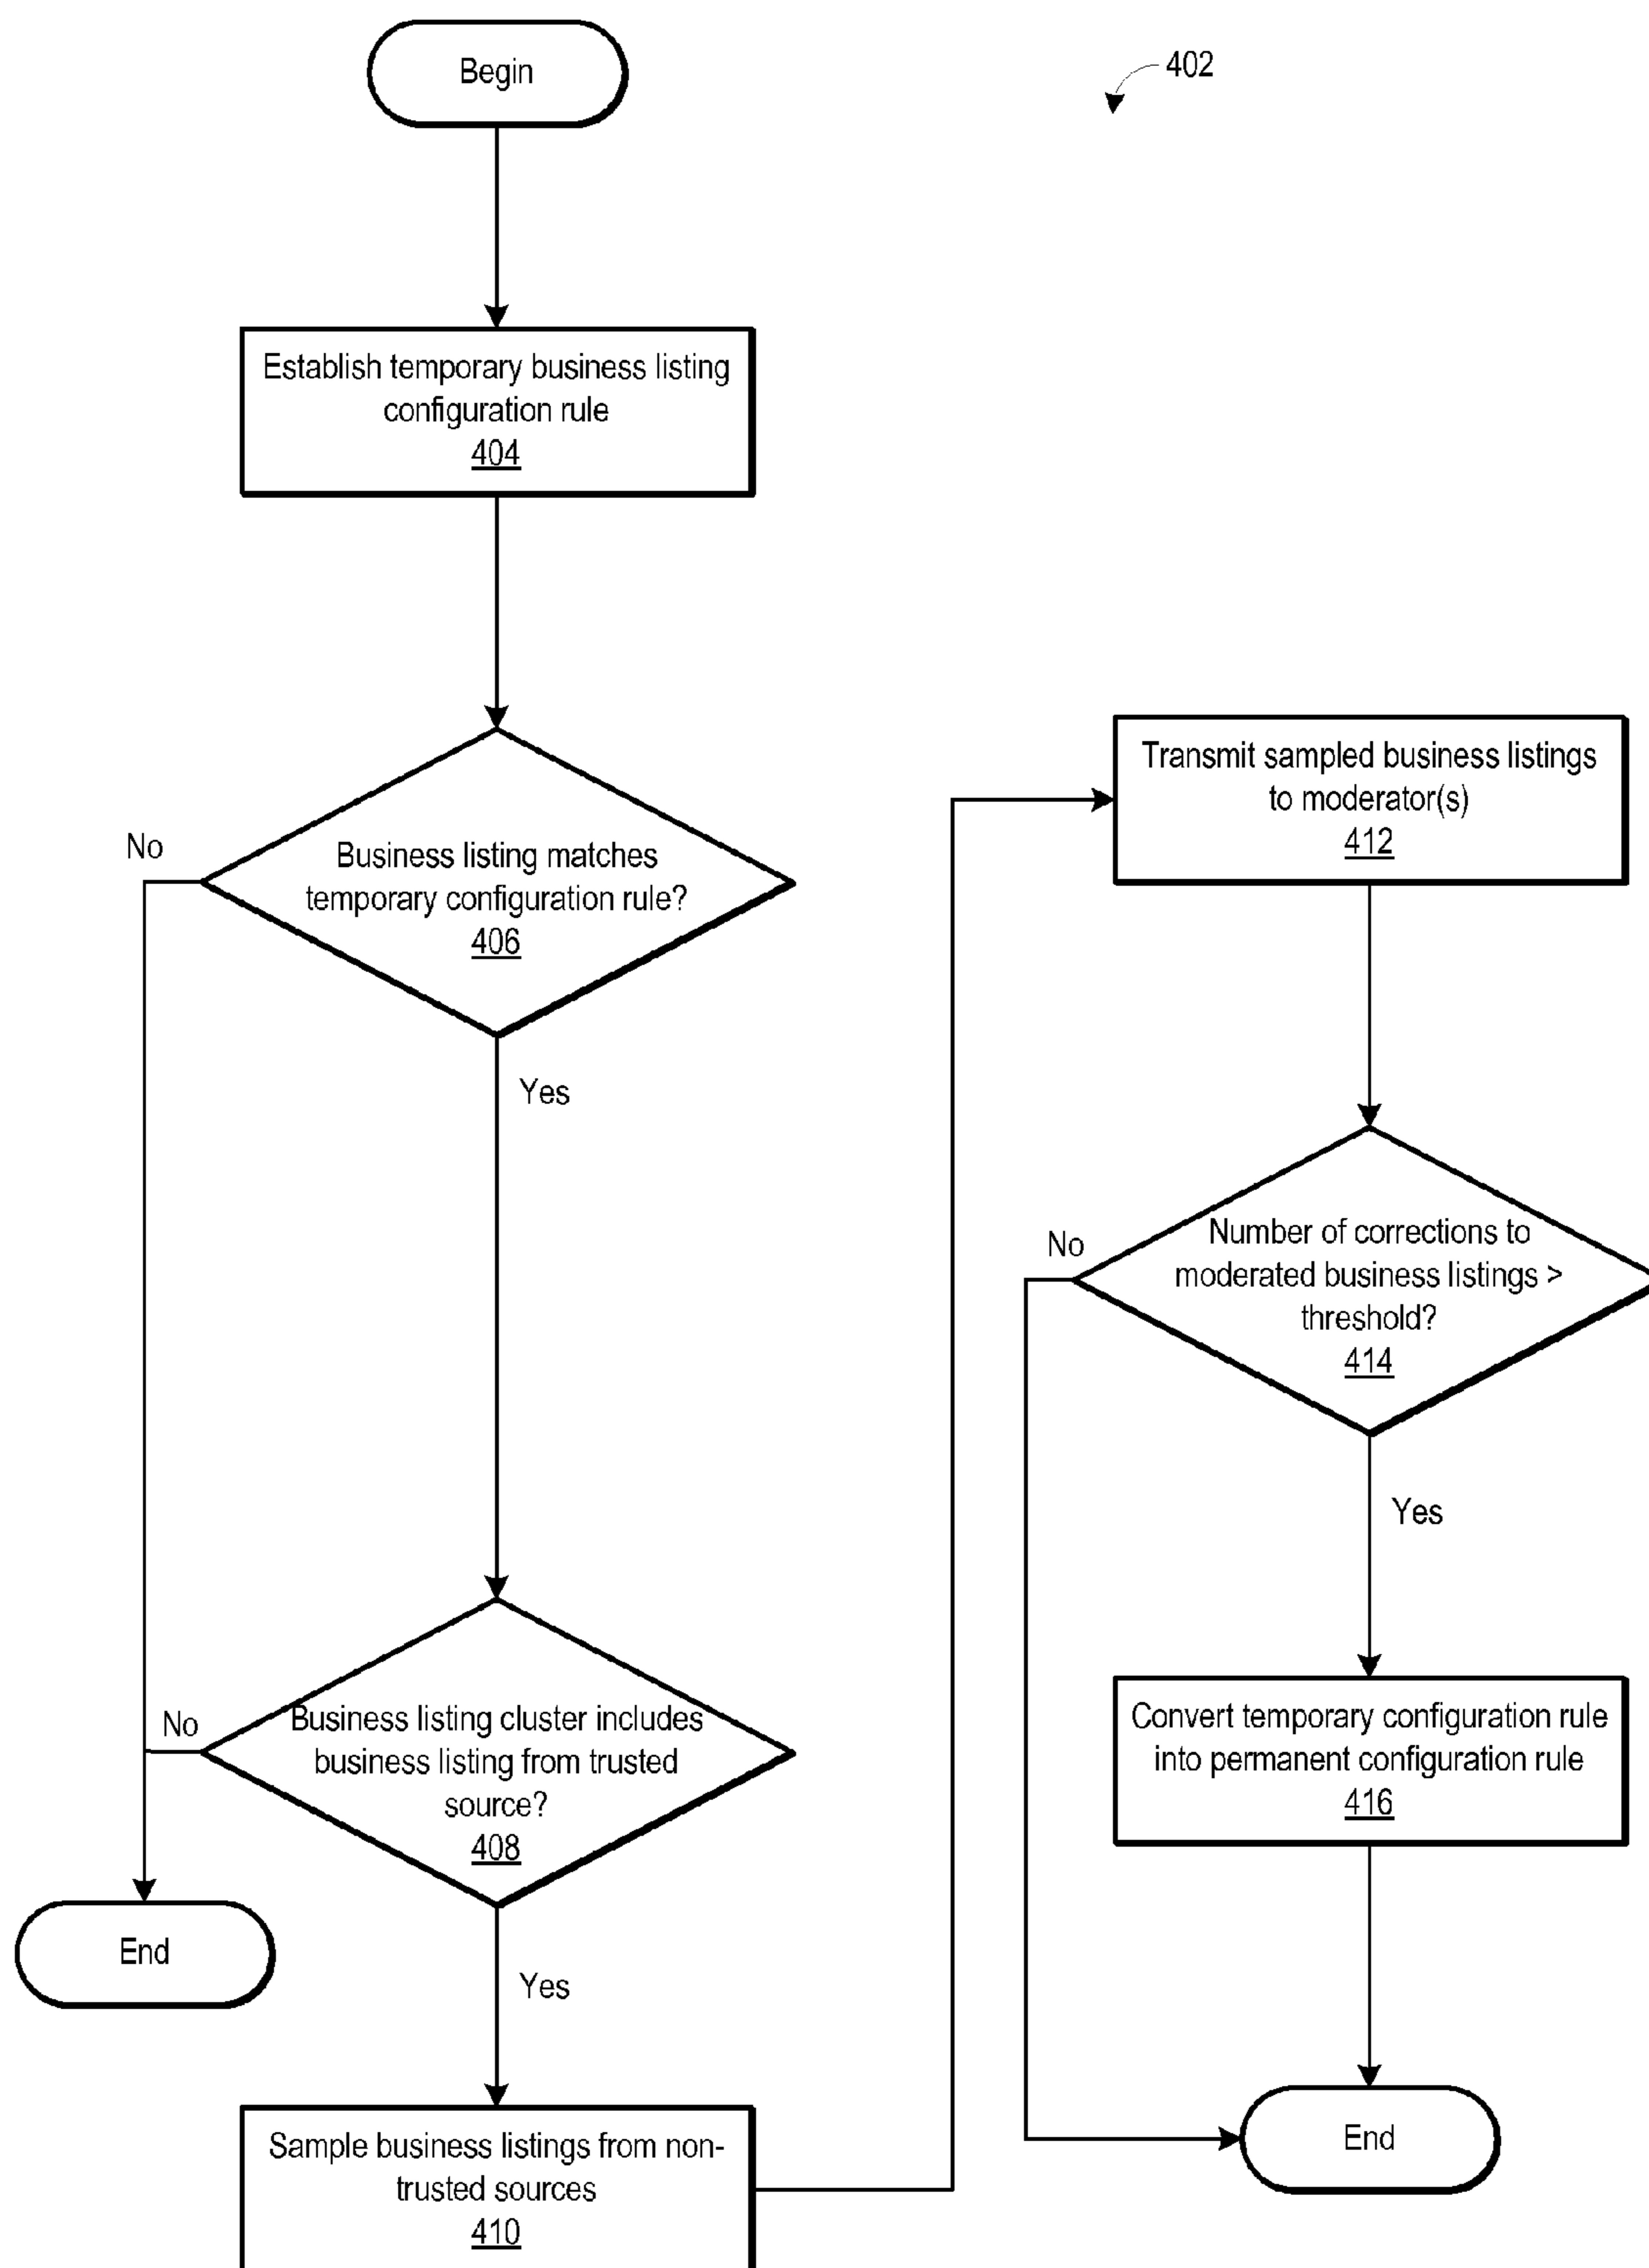 Begin
402
Establish temporary business listing
configuration rule
404
No
Business listing matches
temporary configuration rule?
406
Yes
No
Business listing cluster includes
business listing from trusted
source?
408
End
Yes
Sample business listings from non-
trusted sources
410
Transmit sampled business listings
to moderator(s)
412
No
Number of corrections to
moderated business listings >
threshold?
414
Yes
Convert temporary configuration rule
into permanent configuration rule
416
End